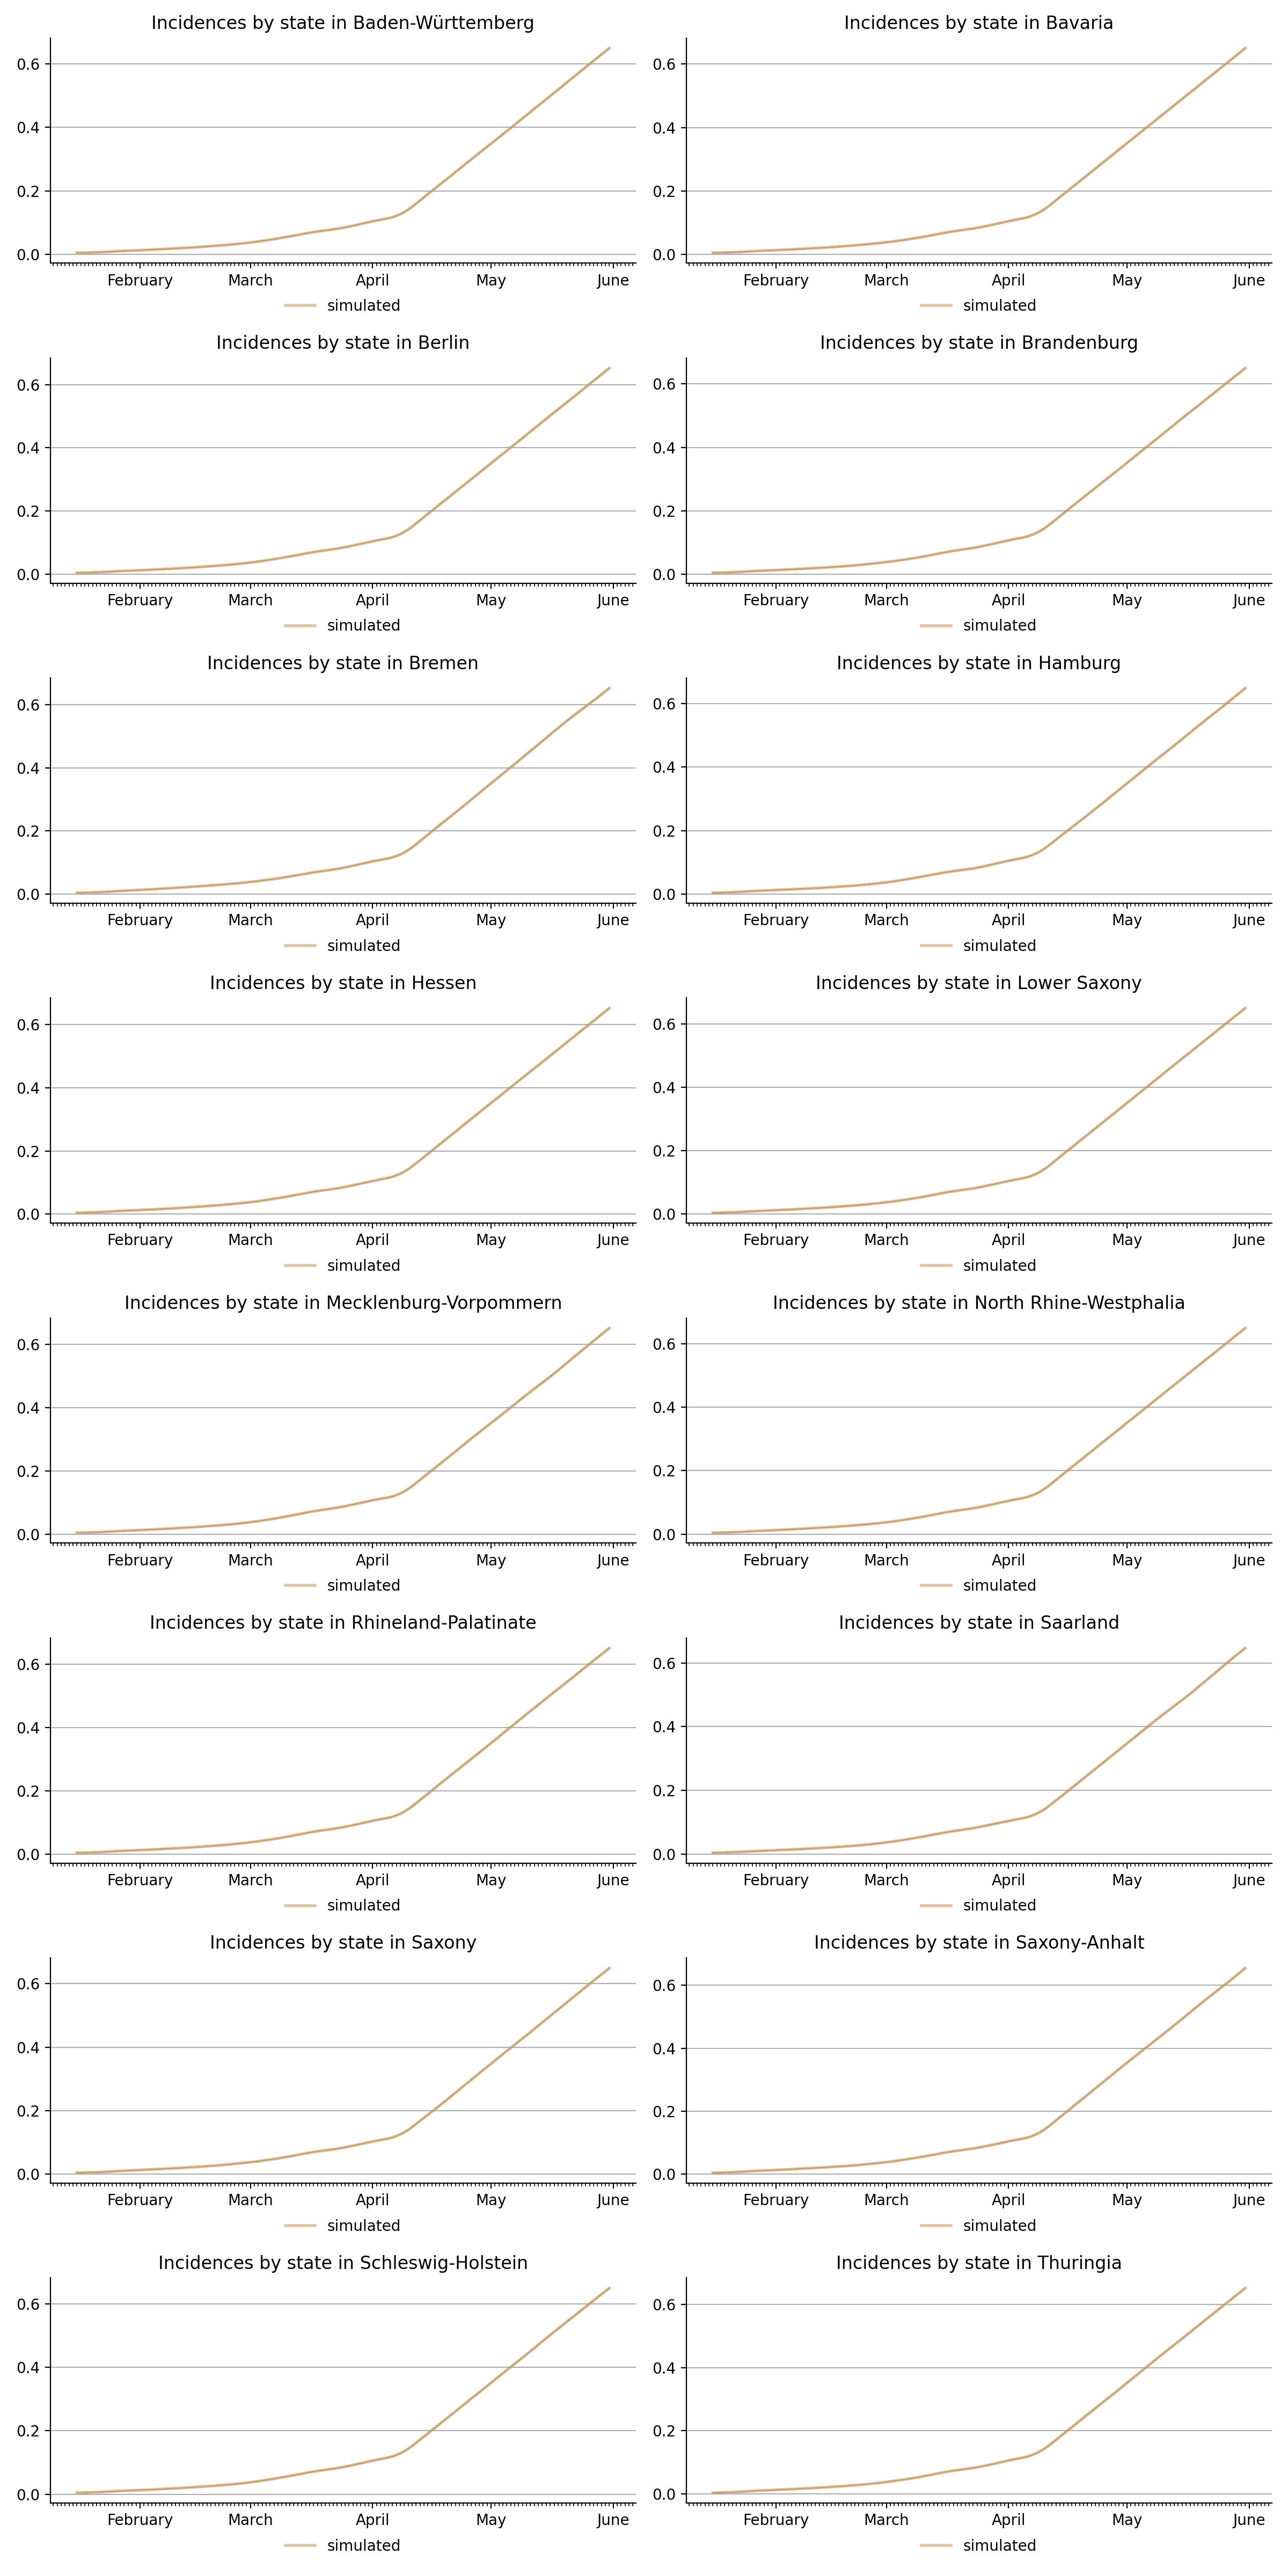 Incidences by state in Baden-Württemberg
0.6
0.4
0.2
0.0
February March April May June
simulated
Incidences by state in Bavaria
0.6
0.4
0.2
0.0
February March April May June
simulated
Incidences by state in Berlin
0.6
0.4
0.2
0.0
February March April May June
simulated
Incidences by state in Brandenburg
0.6
0.4
0.2
0.0
February March April May June
simulated
Incidences by state in Bremen
0.6
0.4
0.2
0.0
February March April May June
simulated
Incidences by state in Hamburg
0.6
0.4
0.2
0.0
February March April May June
simulated
Incidences by state in Hessen
0.6
0.4
0.2
0.0
February March April May June
simulated
Incidences by state in Lower Saxony
0.6
0.4
0.2
0.0
February March April May June
simulated
Incidences by state in Mecklenburg-Vorpommern
0.6
0.4
0.2
0.0
February March April May June
simulated
Incidences by state in North Rhine-Westphalia
0.6
0.4
0.2
0.0
February March April May June
simulated
Incidences by state in Rhineland-Palatinate
0.6
0.4
0.2
0.0
February March April May June
simulated
Incidences by state in Saarland
0.6
0.4
0.2
0.0
February March April May June
simulated
Incidences by state in Saxony
0.6
0.4
0.2
0.0
February March April May June
simulated
Incidences by state in Saxony-Anhalt
0.6
0.4
0.2
0.0
February March April May June
simulated
Incidences by state in Schleswig-Holstein
0.6
0.4
0.2
0.0
February March April May June
simulated
Incidences by state in Thuringia
0.6
0.4
0.2
0.0
February March April May June
simulated